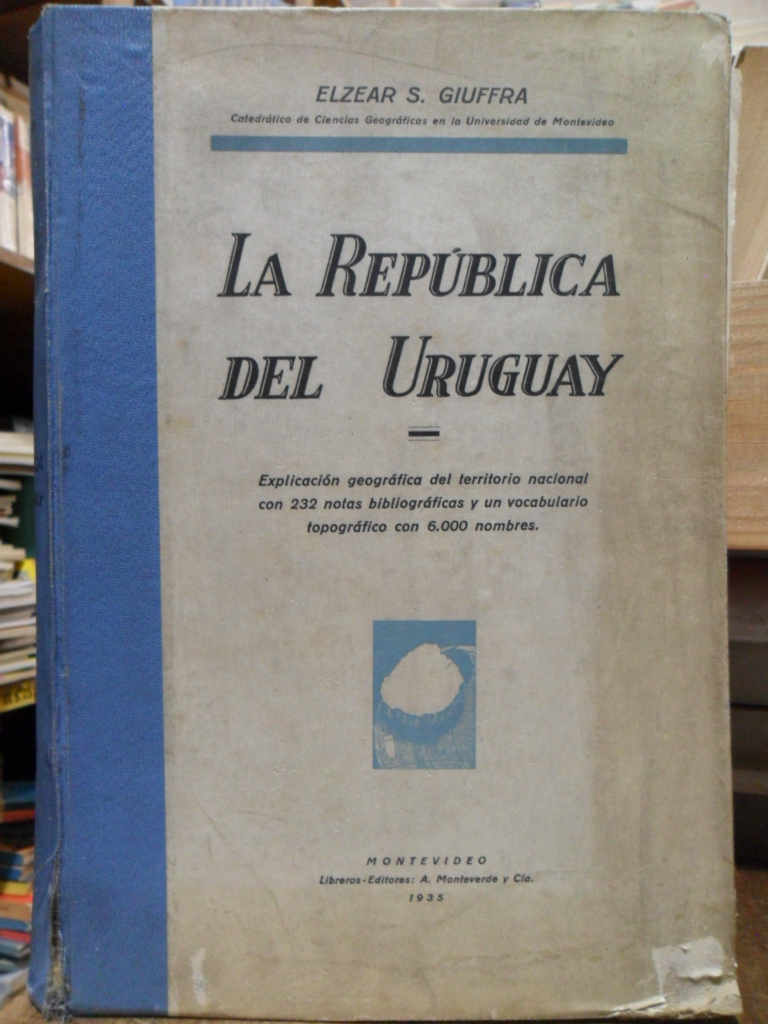 ELZEAR S. GIUFFRA
Catedrático de Ciencias Geográficas en la Universidad de Montevideo
LA REPÚBLICA
DEL URUGUAY
Explicación geográfica del territorio nacional
con 232 notas bibliográficas y un vocabulario
topográfico con 6.000 nombres.
MONTEVIDEO
Libreros-Editores: A. Monteverde y Cía.
1935